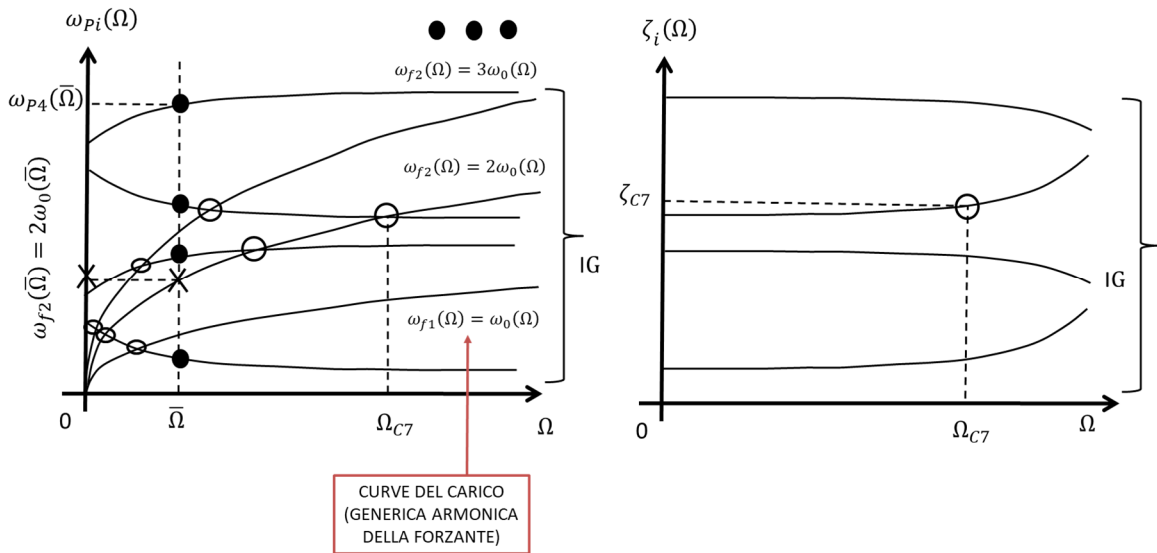 ω_{Pi}(Ω)
ω_{f2}(Ω) = 3ω_0(Ω)
ω_{P4}(Ω̅)
ω_{f2}(Ω̅) = 2ω_0(Ω̅)
ω_{f2}(Ω) = 2ω_0(Ω)
IG
ω_{f1}(Ω) = ω_0(Ω)
0
Ω̅
Ω_{C7}
Ω
CURVE DEL CARICO
(GENERICA ARMONICA
DELLA FORZANTE)
ζ_i(Ω)
ζ_{C7}
IG
0
Ω_{C7}
Ω